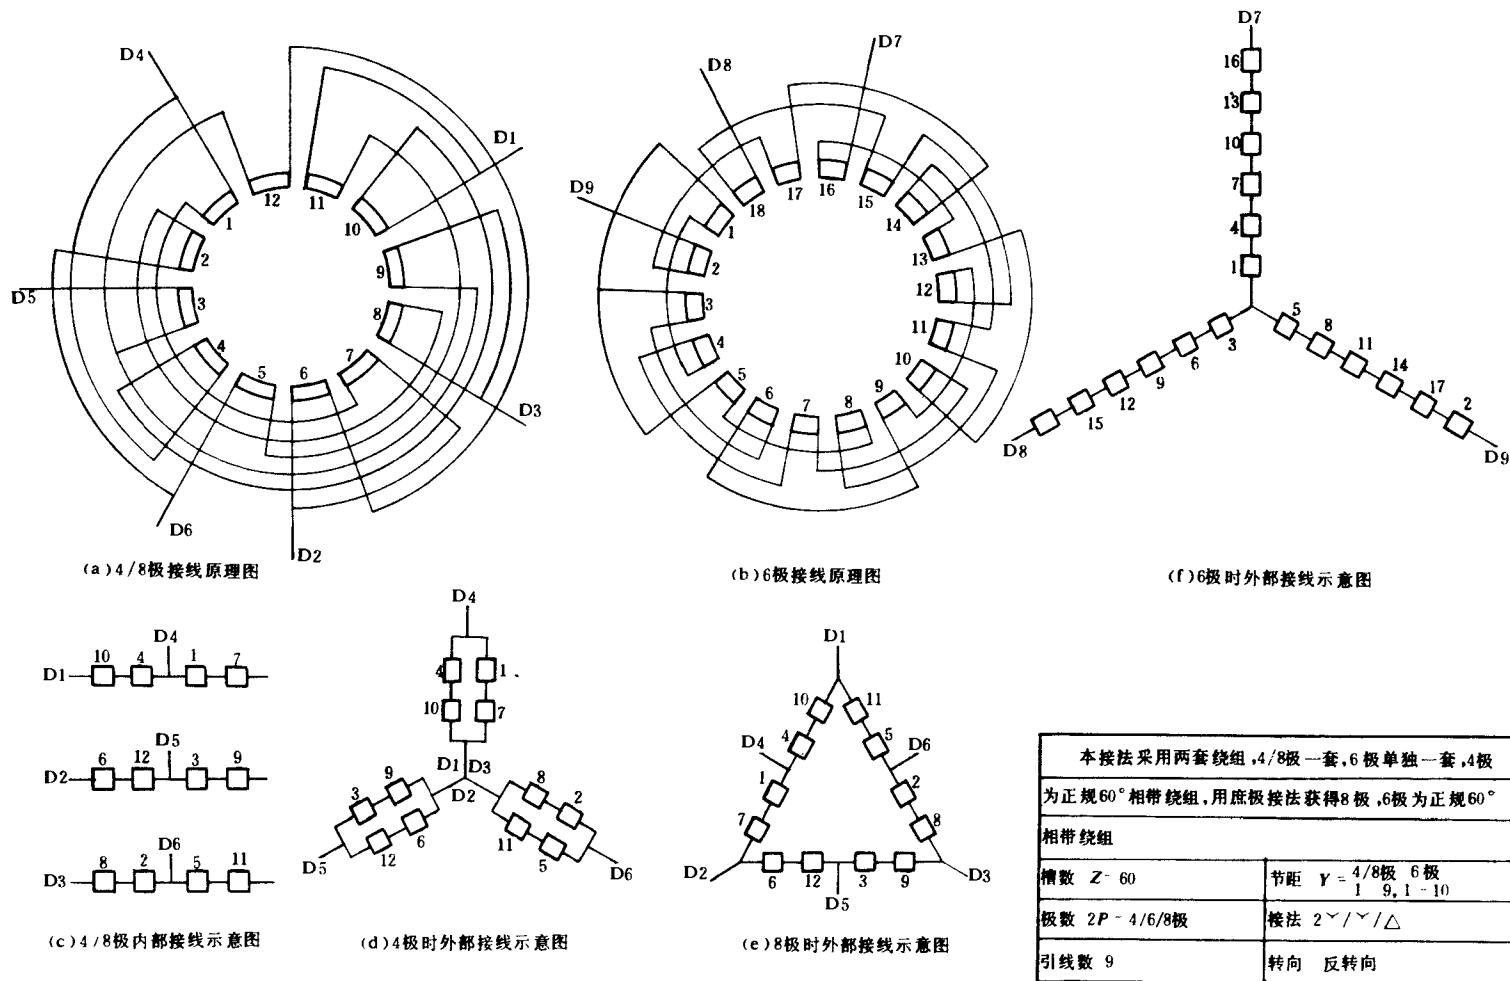 D4
D1
D5
D3
D6
D2
12
11
1
10
2
9
3
8
4
7
5
6
(a)4/8极接线原理图
D8
D7
D9
17
16
18
15
1
14
2
13
3
12
4
11
5
10
6
9
7
8
(b)6极接线原理图
D7
16
13
10
7
4
1
5
3
8
6
11
9
14
12
17
15
2
D8
D9
(f)6极时外部接线示意图
D4
10 4 1 7
D1
D5
6 12 3 9
D2
D6
8 2 5 11
D3
(c)4/8极内部接线示意图
D4
4 1
10 7
D1 D3
D2
9 8
3 2
6 11
12 5
D5 D6
(d)4极时外部接线示意图
D1
10 11
4 5
D4 D6
1 2
7 8
D2 D3
6 12 3 9
D5
(e)8极时外部接线示意图
本接法采用两套绕组,4/8极一套,6极单独一套,4极
为正规60°相带绕组,用庶极接法获得8极,6极为正规60°
相带绕组
槽数 Z- 60
节距 Y = 4/8极 6极
1 9, 1-10
极数 2P - 4/6/8极
接法 2Y/Y/△
引线数 9
转向 反转向